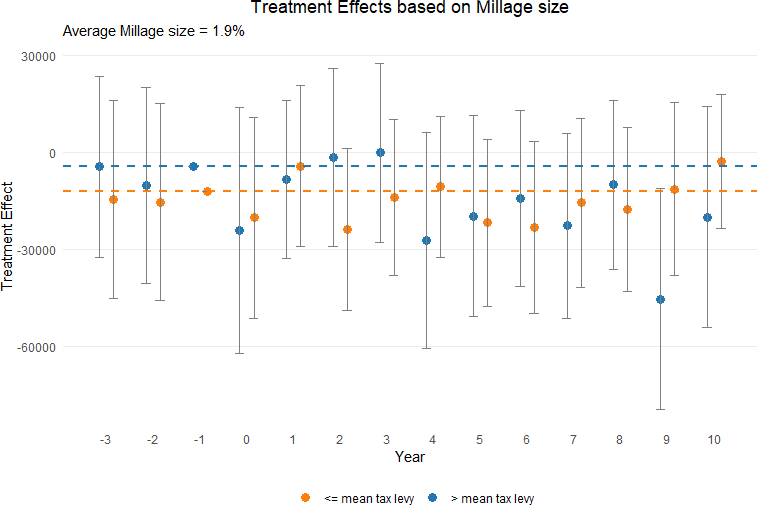 Treatment Effects based on Millage size
Average Millage size = 1.9%
30000
0
-30000
-60000
Treatment Effect
-3 -2 -1 0 1 2 3 4 5 6 7 8 9 10
Year
<= mean tax levy > mean tax levy